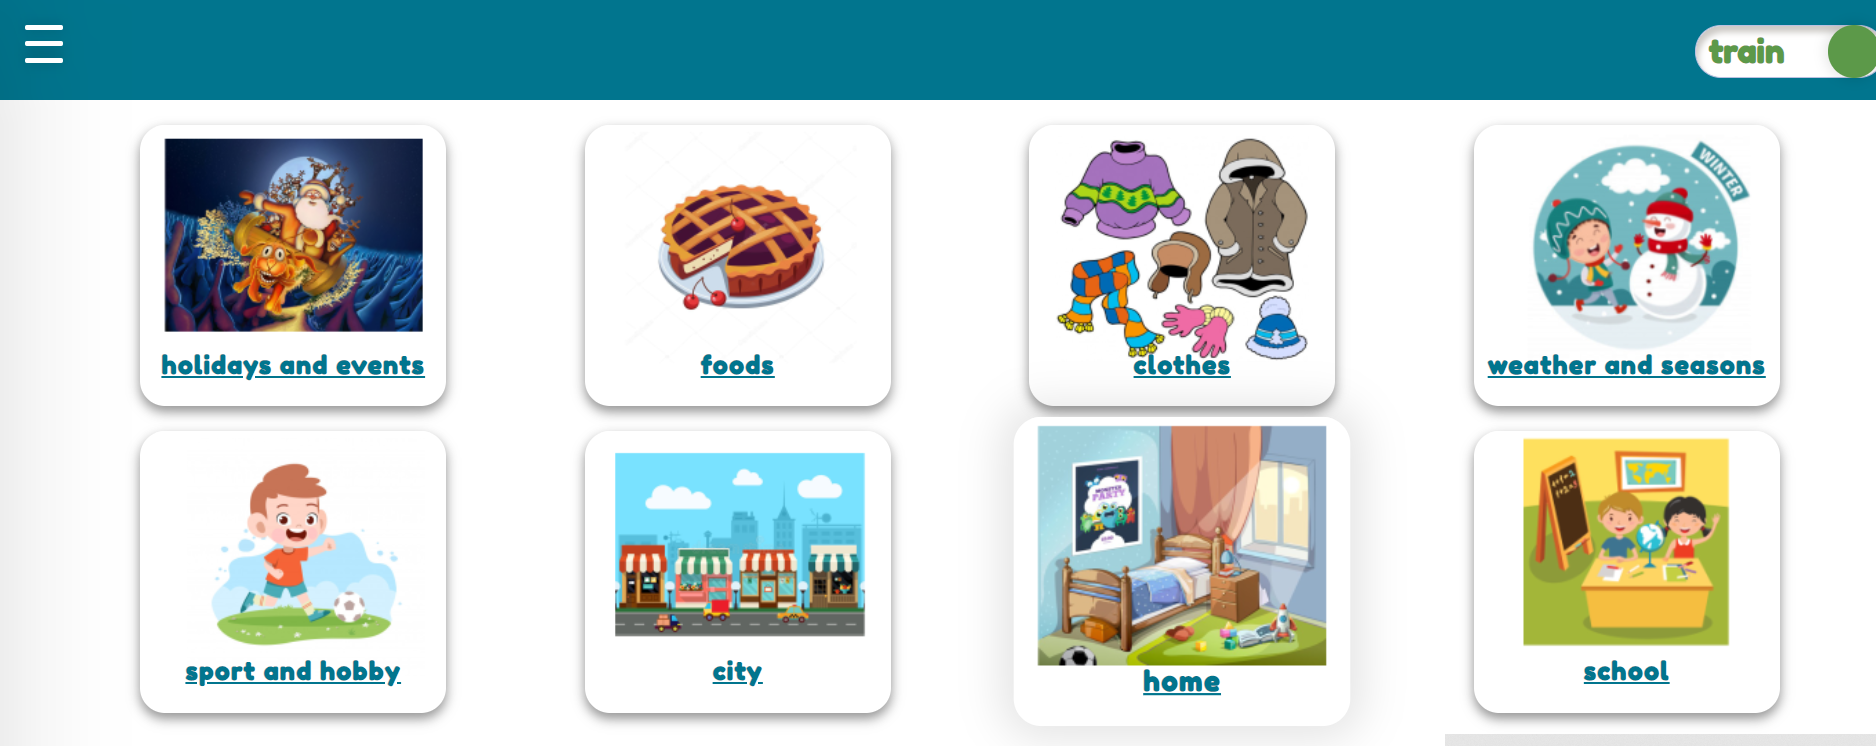 train
WINTER
holidays and events
foods
clothes
weather and seasons
MONSTER
PARTY
sport and hobby
city
home
school